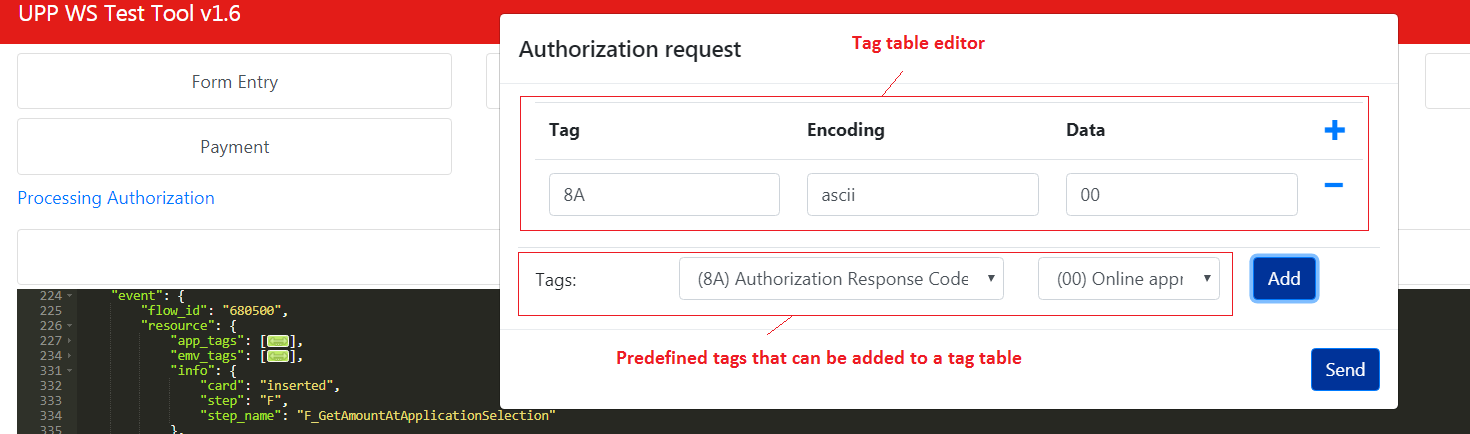 UPP WS Test Tool v1.6
Authorization request
Tag table editor
Form Entry
Tag Encoding Data
Payment
8A ascii 00
Processing Authorization
Tags: (8A) Authorization Response Code (00) Online appr Add
Predefined tags that can be added to a tag table
Send
224 "event": {
225 "flow_id": "680500",
226 "resource": {
227 "app_tags": [],
234 "emv_tags": [],
331 "info": {
332 "card": "inserted",
333 "step": "F",
334 "step_name": "F_GetAmountAtApplicationSelection"
335 },